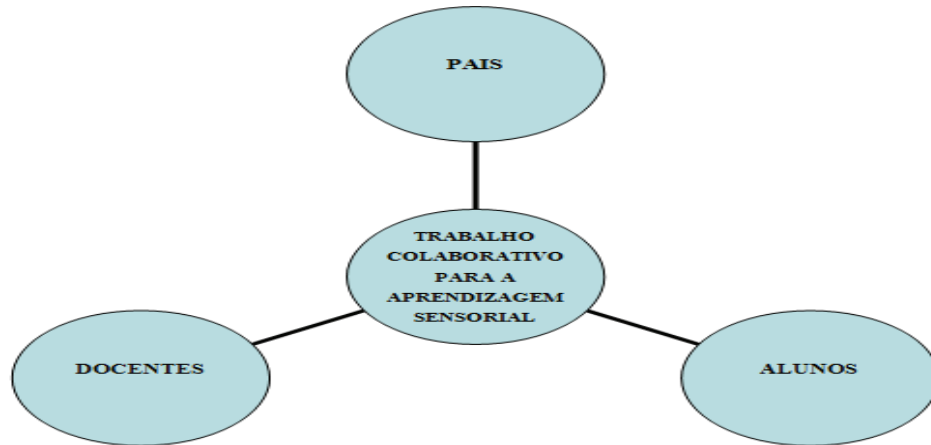 PAIS
TRABALHO
COLABORATIVO
PARA A
APRENDIZAGEM
SENSORIAL
DOCENTES
ALUNOS